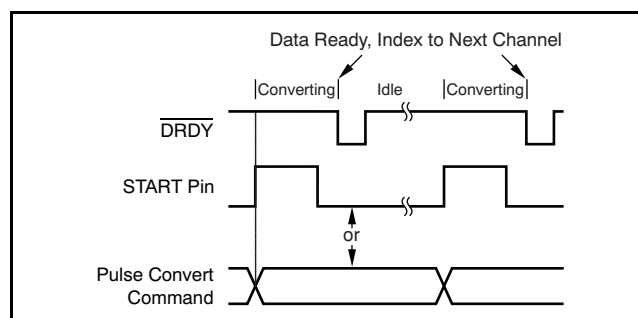 Data Ready, Index to Next Channel
Converting Idle Converting
DRDY
START Pin
or
Pulse Convert
Command